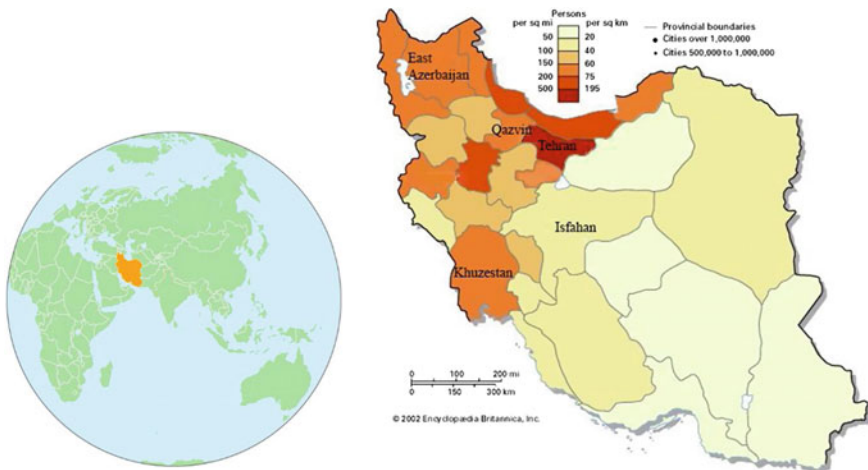 Persons
per sq mi per sq km
50 20
100 40
150 60
200 75
500 195
Provincial boundaries
Cities over 1,000,000
Cities 500,000 to 1,000,000
East
Azerbaijan
Qazvin
Tehran
Isfahan
Khuzestan
0 100 200 mi
0 150 300 km
© 2002 Encyclopædia Britannica, Inc.